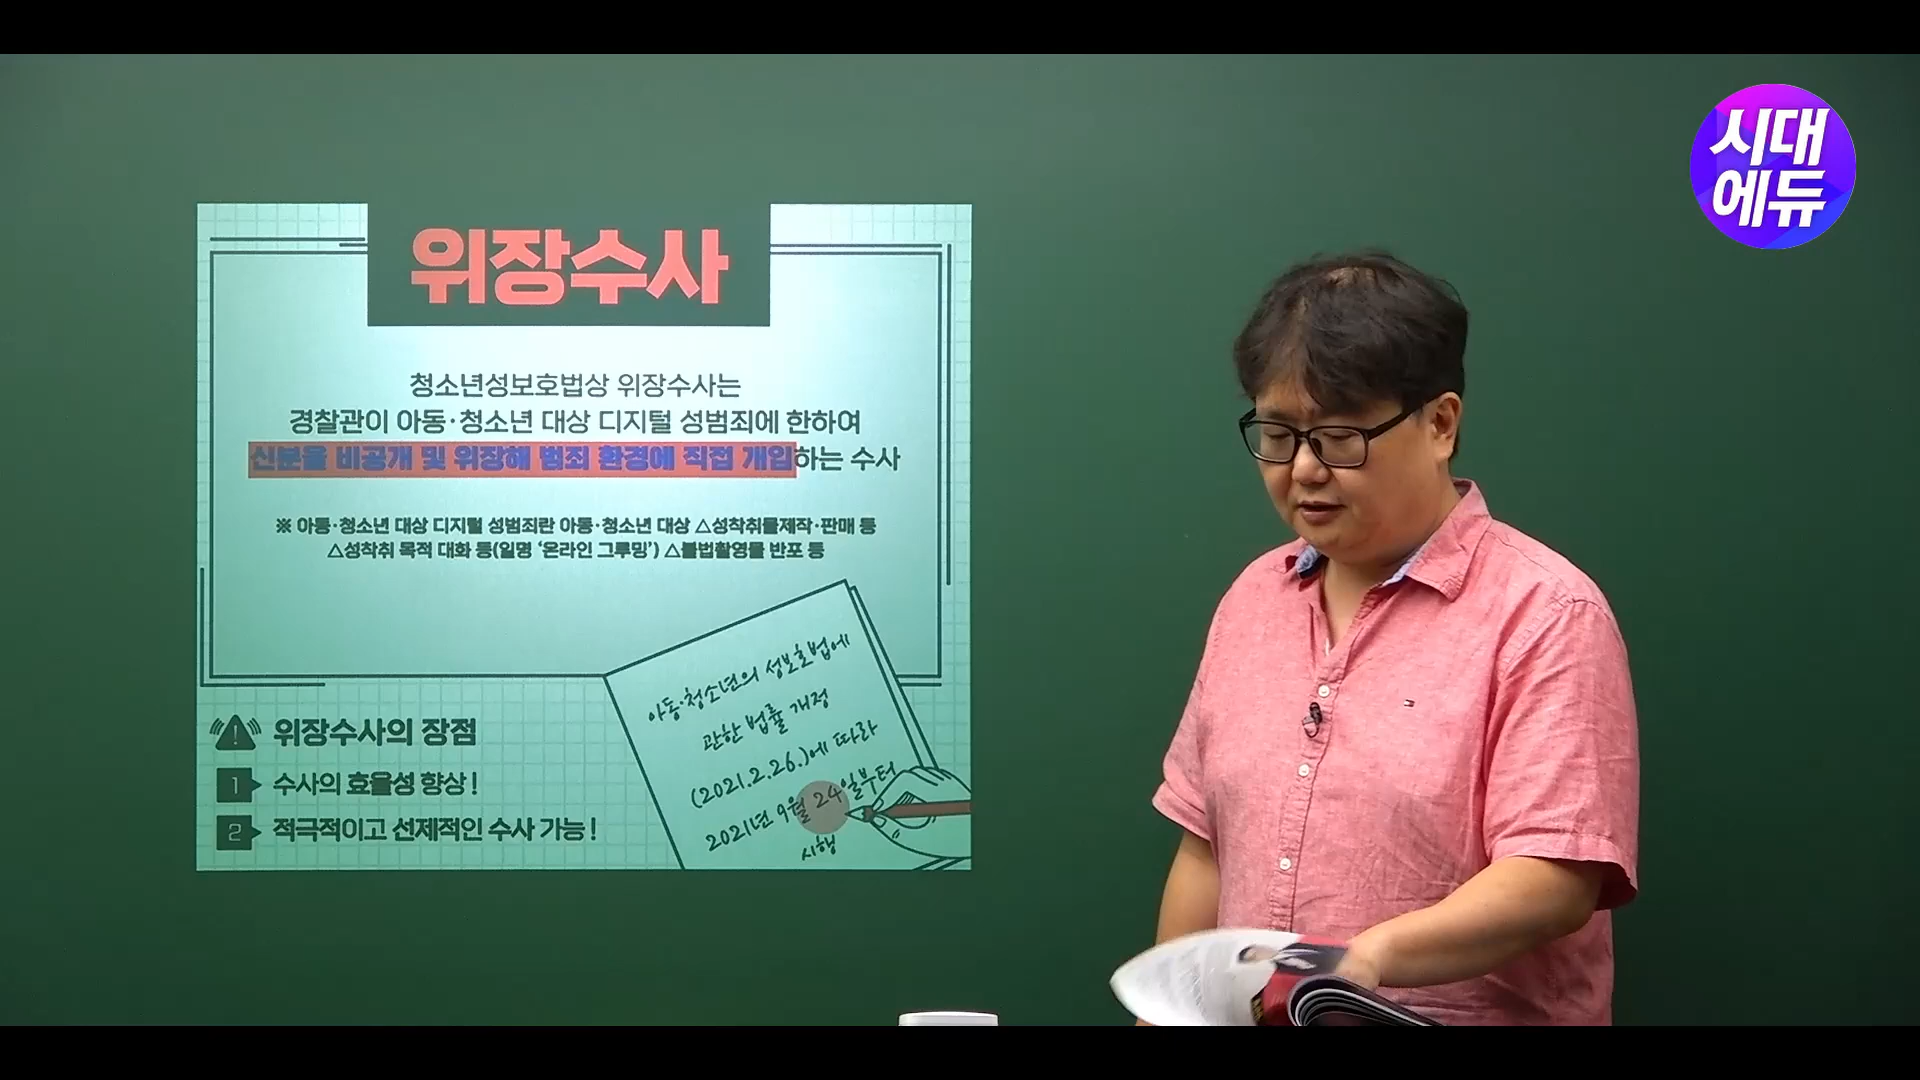 시대
에듀
위장수사
청소년성보호법상 위장수사는
경찰관이 아동·청소년 대상 디지털 성범죄에 한하여
신분을 비공개 및 위장해 범죄 환경에 직접 개입하는 수사
※ 아동·청소년 대상 디지털 성범죄란 아동·청소년 대상 △성착취물제작·판매 등
△성착취 목적 대화 등(일명 '온라인 그루밍') △불법촬영물 반포 등
아동·청소년의 성보호법에
관한 법률 개정
(2021.2.26.)에 따라
2021년 9월 24일부터
시행
위장수사의 장점
1 수사의 효율성 향상!
2 적극적이고 선제적인 수사 가능!